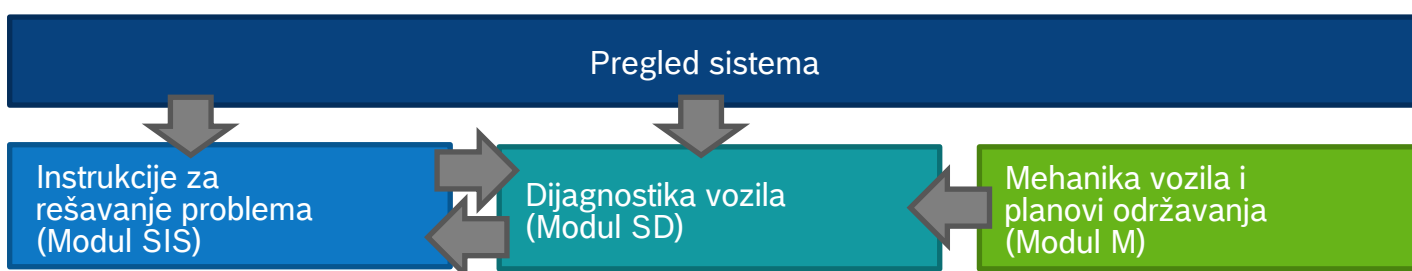 Pregled sistema
Instrukcije za
rešavanje problema
(Modul SIS)
Dijagnostika vozila
(Modul SD)
Mehanika vozila i
planovi održavanja
(Modul M)